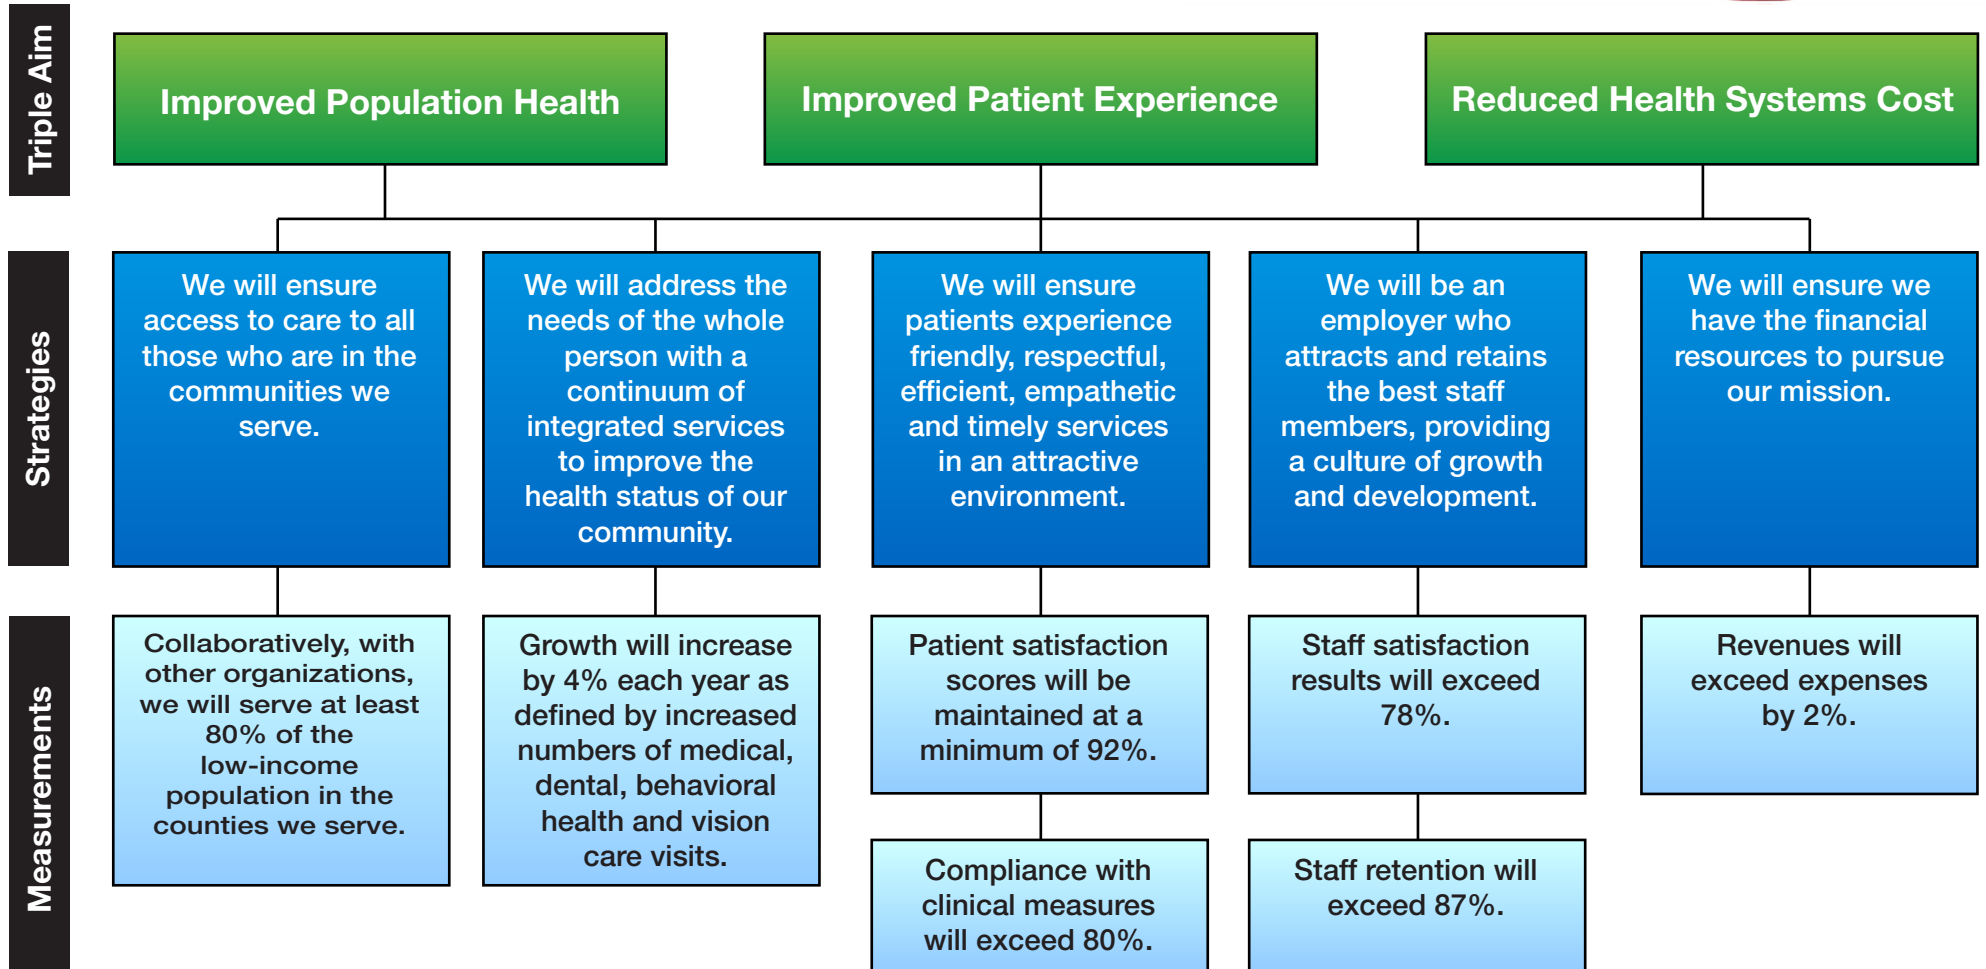 Triple Aim
Improved Population Health
Improved Patient Experience
Reduced Health Systems Cost
Strategies
We will ensure
access to care to all
those who are in the
communities we
serve.
We will address the
needs of the whole
person with a
continuum of
integrated services
to improve the
health status of our
community.
We will ensure
patients experience
friendly, respectful,
efficient, empathetic
and timely services
in an attractive
environment.
We will be an
employer who
attracts and retains
the best staff
members, providing
a culture of growth
and development.
We will ensure we
have the financial
resources to pursue
our mission.
Measurements
Collaboratively, with
other organizations,
we will serve at least
80% of the
low-income
population in the
counties we serve.
Growth will increase
by 4% each year as
defined by increased
numbers of medical,
dental, behavioral
health and vision
care visits.
Patient satisfaction
scores will be
maintained at a
minimum of 92%.
Staff satisfaction
results will exceed
78%.
Revenues will
exceed expenses
by 2%.
Compliance with
clinical measures
will exceed 80%.
Staff retention will
exceed 87%.